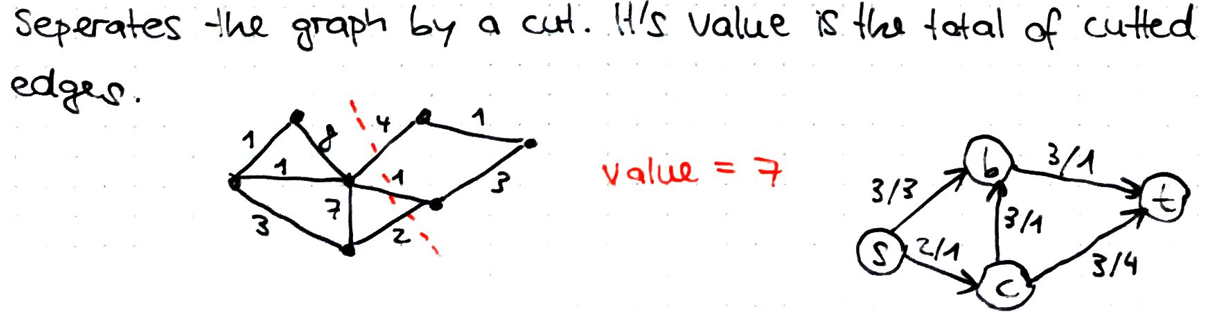 Seperates the graph by a cut. It's value is the total of cutted
edges.
1 8 4 1
1 1 3
3 7 2
value = 7
b 3/1
3/3 t
3/1
s 2/1
c 3/4